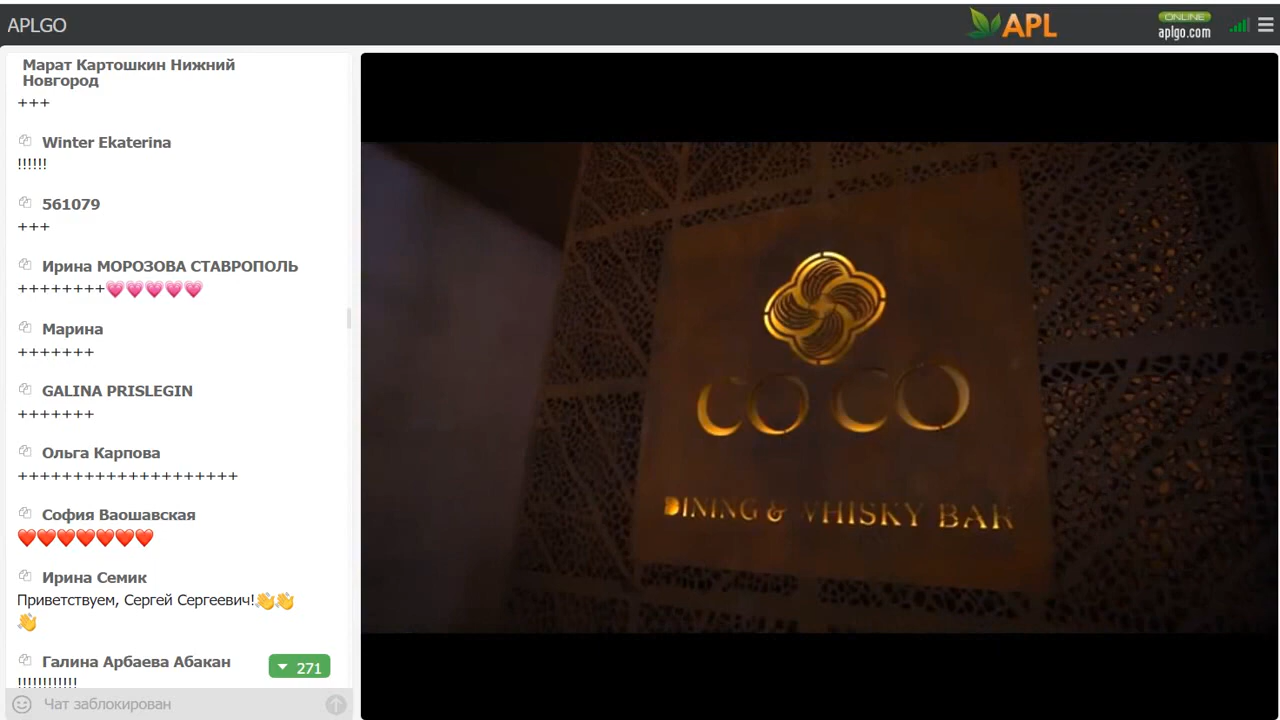 APLGO
APL
ONLINE
aplgo.com
Марат Картошкин Нижний
Новгород
+++
Winter Ekaterina
!!!!!!
561079
+++
Ирина МОРОЗОВА СТАВРОПОЛЬ
++++++++💗💗💗💗💗
Марина
+++++++
GALINA PRISLEGIN
+++++++
Ольга Карпова
++++++++++++++++++++
София Ваошавская
❤️❤️❤️❤️❤️❤️❤️
Ирина Семик
Приветствуем, Сергей Сергеевич!👋👋
👋
Галина Арбаева Абакан
271
!!!!!!!!!!!!
Чат заблокирован
COCO
DINING & WHISKY BAR